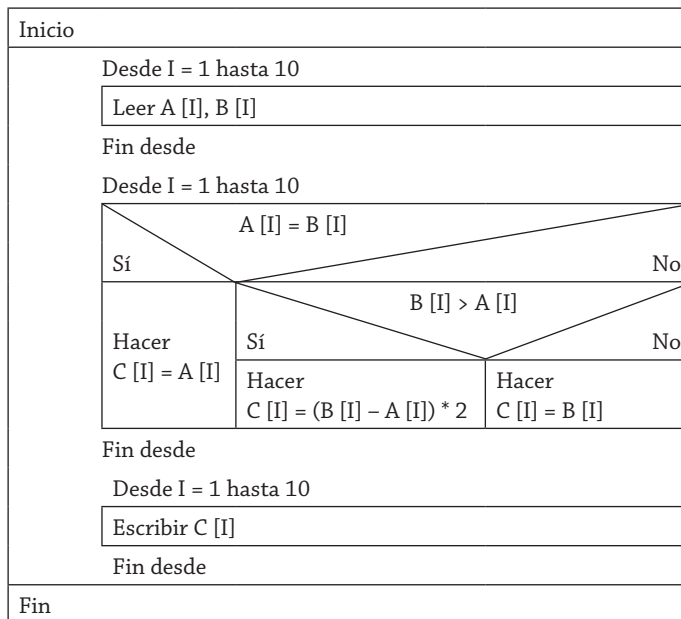 Inicio
Desde I = 1 hasta 10
Leer A [I], B [I]
Fin desde
Desde I = 1 hasta 10
A [I] = B [I]
Sí
No
B [I] > A [I]
Hacer
C [I] = A [I]
Sí
No
Hacer
C [I] = (B [I] – A [I]) * 2
Hacer
C [I] = B [I]
Fin desde
Desde I = 1 hasta 10
Escribir C [I]
Fin desde
Fin